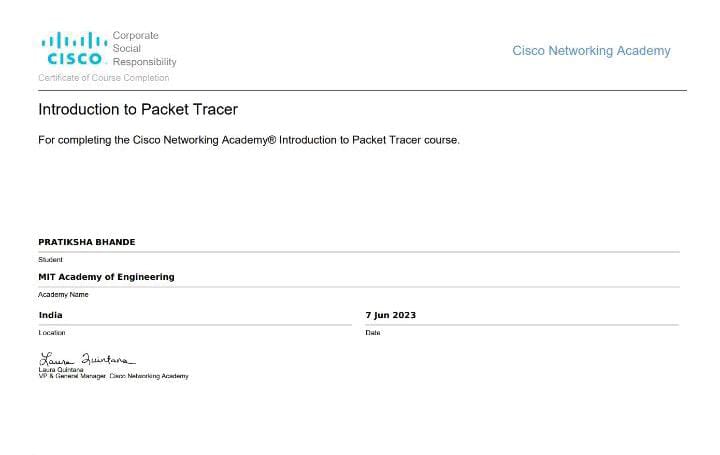 Corporate
Social
CISCO. Responsibility
Cisco Networking Academy
Certificate of Course Completion
Introduction to Packet Tracer
For completing the Cisco Networking Academy® Introduction to Packet Tracer course.
PRATIKSHA BHANDE
Student
MIT Academy of Engineering
Academy Name
India 7 Jun 2023
Location Date
Laura Quintana
Laura Quintana
VP & General Manager, Cisco Networking Academy